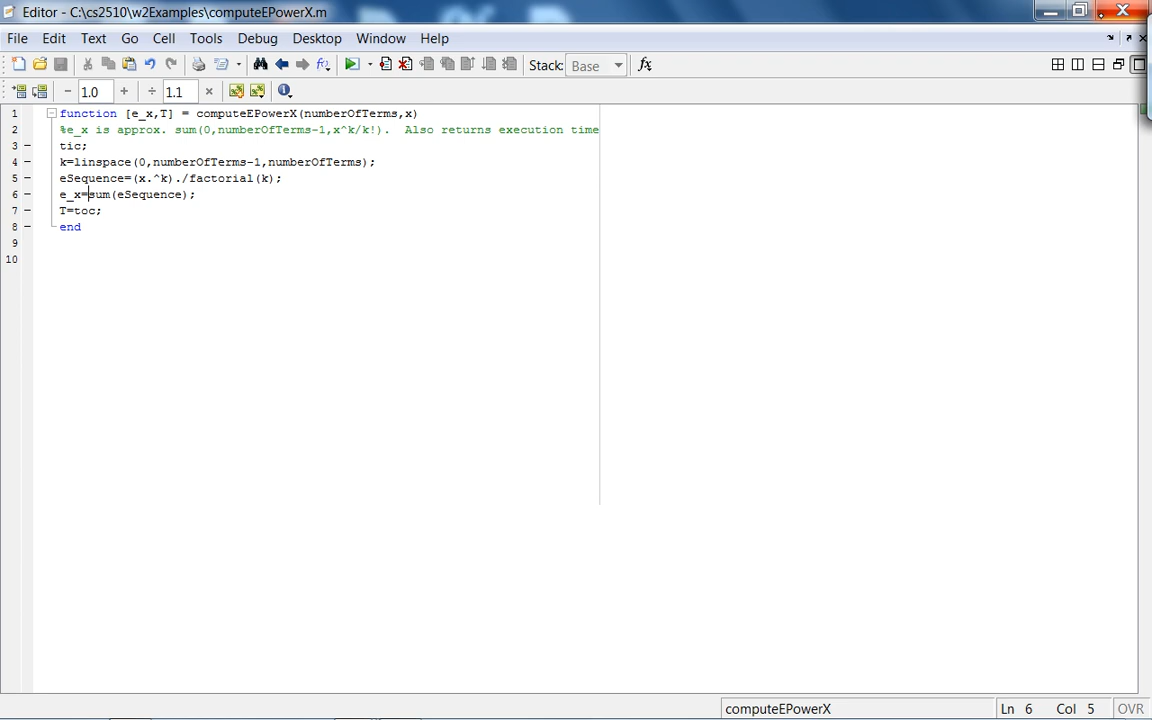 Editor - C:\cs2510\w2Examples\computeEPowerX.m
File Edit Text Go Cell Tools Debug Desktop Window Help
Stack: Base fx
- 1.0 + ÷ 1.1 ×
1 function [e_x,T] = computeEPowerX(numberOfTerms,x)
2 %e_x is approx. sum(0,numberOfTerms-1,x^k/k!).  Also returns execution time
3 - tic;
4 - k=linspace(0,numberOfTerms-1,numberOfTerms);
5 - eSequence=(x.^k)./factorial(k);
6 - e_x=sum(eSequence);
7 - T=toc;
8 - end
9
10
computeEPowerX Ln 6 Col 5 OVR